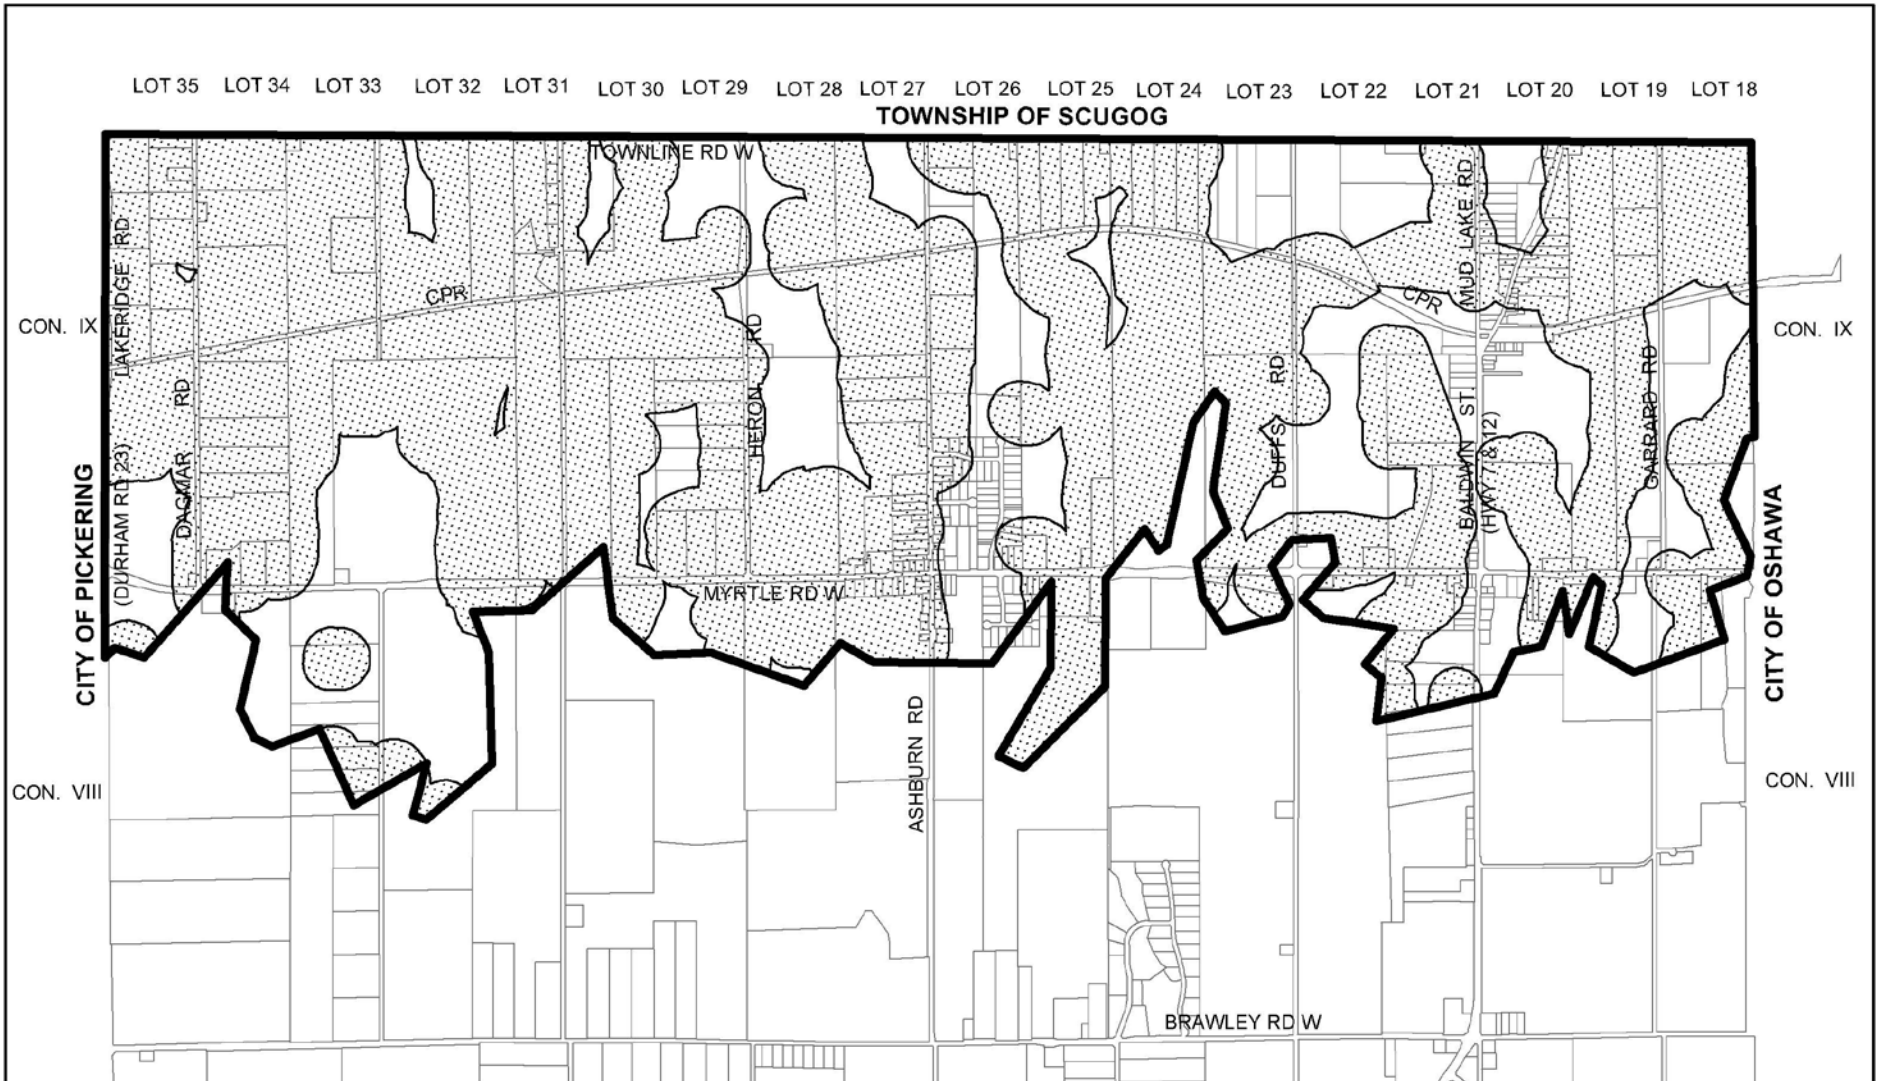 LOT 35 LOT 34 LOT 33 LOT 32 LOT 31 LOT 30 LOT 29 LOT 28 LOT 27 LOT 26 LOT 25 LOT 24 LOT 23 LOT 22 LOT 21 LOT 20 LOT 19 LOT 18
TOWNSHIP OF SCUGOG
TOWNLINE RD W
LAKERIDGE RD
(DURHAM RD 23)
DAGMAR RD
CPR
HERON RD
CPR
DUFFS RD
MUD LAKE RD
BALDWIN ST.
(HWY 7 & 12)
GARRARD RD
CON. IX
CON. IX
CITY OF PICKERING
CITY OF OSHAWA
MYRTLE RD W
ASHBURN RD
CON. VIII
CON. VIII
BRAWLEY RD W